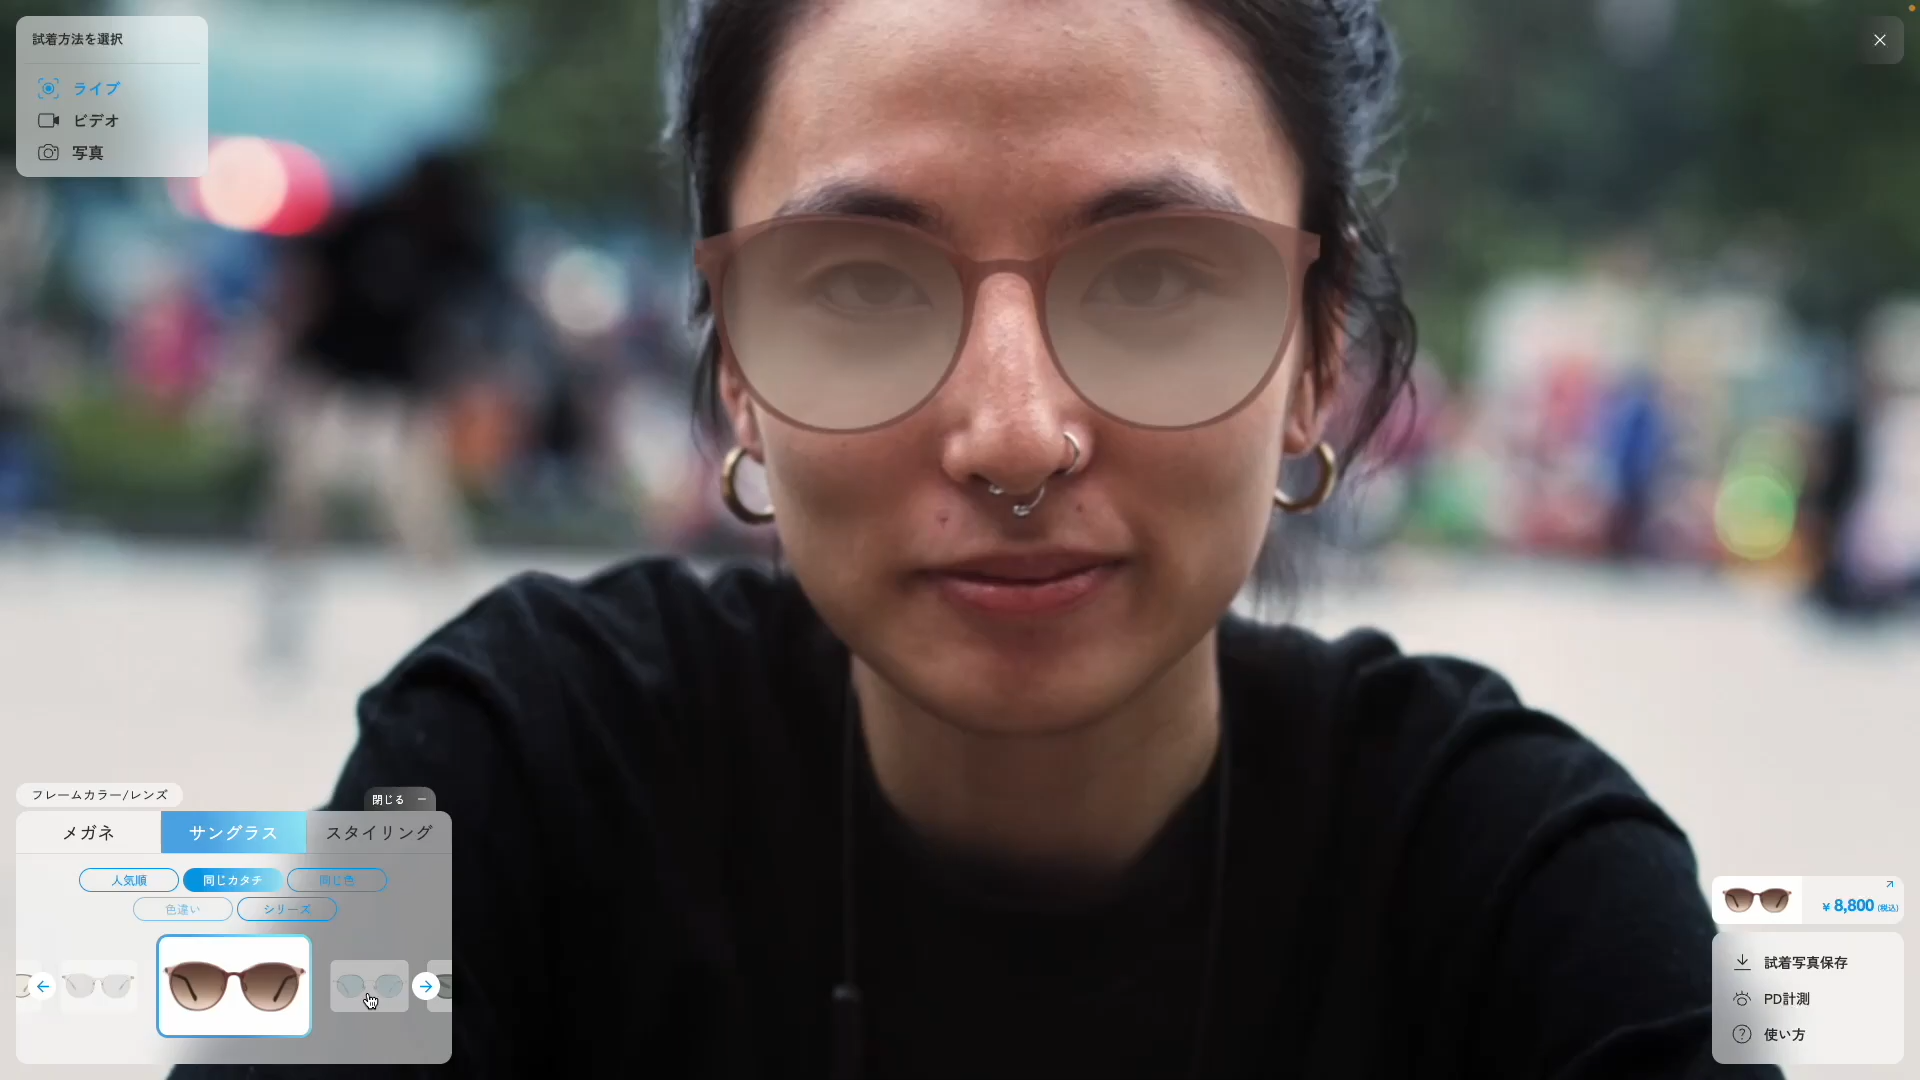 試着方法を選択
ライブ
ビデオ
写真
フレームカラー/レンズ
閉じる
メガネ
サングラス
スタイリング
人気順
同じカタチ
同じ色
色違い
シリーズ
¥ 8,800 (税込)
試着写真保存
PD計測
使い方